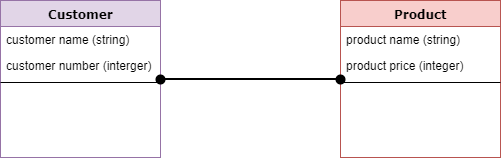 Customer
customer name (string)
customer number (interger)
Product
product name (string)
product price (integer)